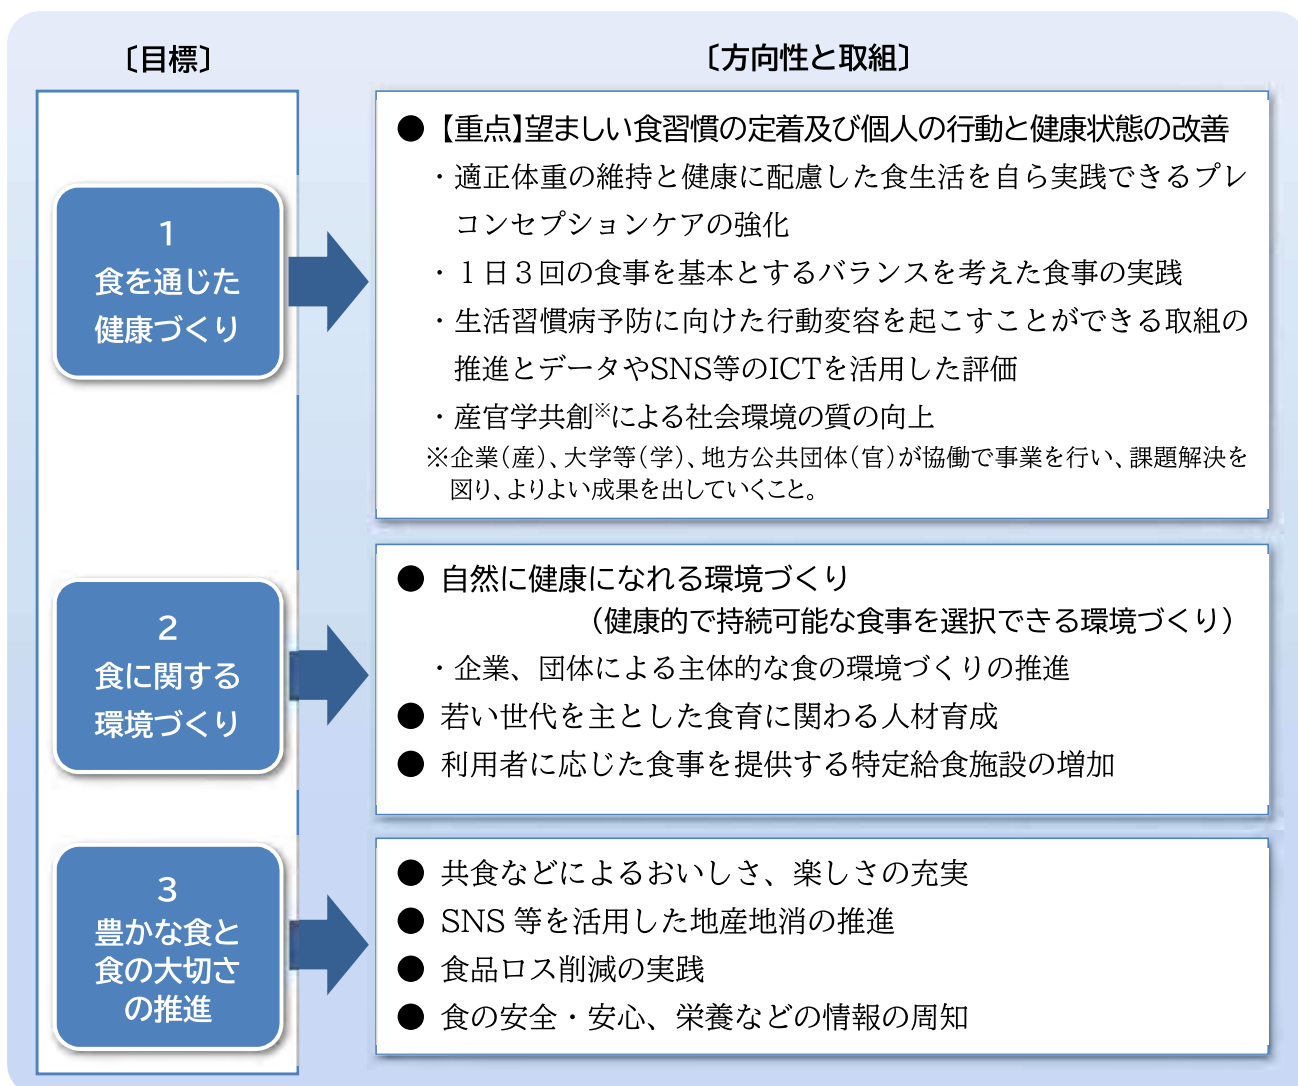 〔目標〕
〔方向性と取組〕
1
食を通じた
健康づくり
● 【重点】望ましい食習慣の定着及び個人の行動と健康状態の改善
・適正体重の維持と健康に配慮した食生活を自ら実践できるプレ
コンセプションケアの強化
・１日３回の食事を基本とするバランスを考えた食事の実践
・生活習慣病予防に向けた行動変容を起こすことができる取組の
推進とデータやSNS等のICTを活用した評価
・産官学共創※による社会環境の質の向上
※企業（産）、大学等（学）、地方公共団体（官）が協働で事業を行い、課題解決を
図り、よりよい成果を出していくこと。
2
食に関する
環境づくり
● 自然に健康になれる環境づくり
（健康的で持続可能な食事を選択できる環境づくり）
・企業、団体による主体的な食の環境づくりの推進
● 若い世代を主とした食育に関わる人材育成
● 利用者に応じた食事を提供する特定給食施設の増加
3
豊かな食と
食の大切さ
の推進
● 共食などによるおいしさ、楽しさの充実
● SNS 等を活用した地産地消の推進
● 食品ロス削減の実践
● 食の安全・安心、栄養などの情報の周知